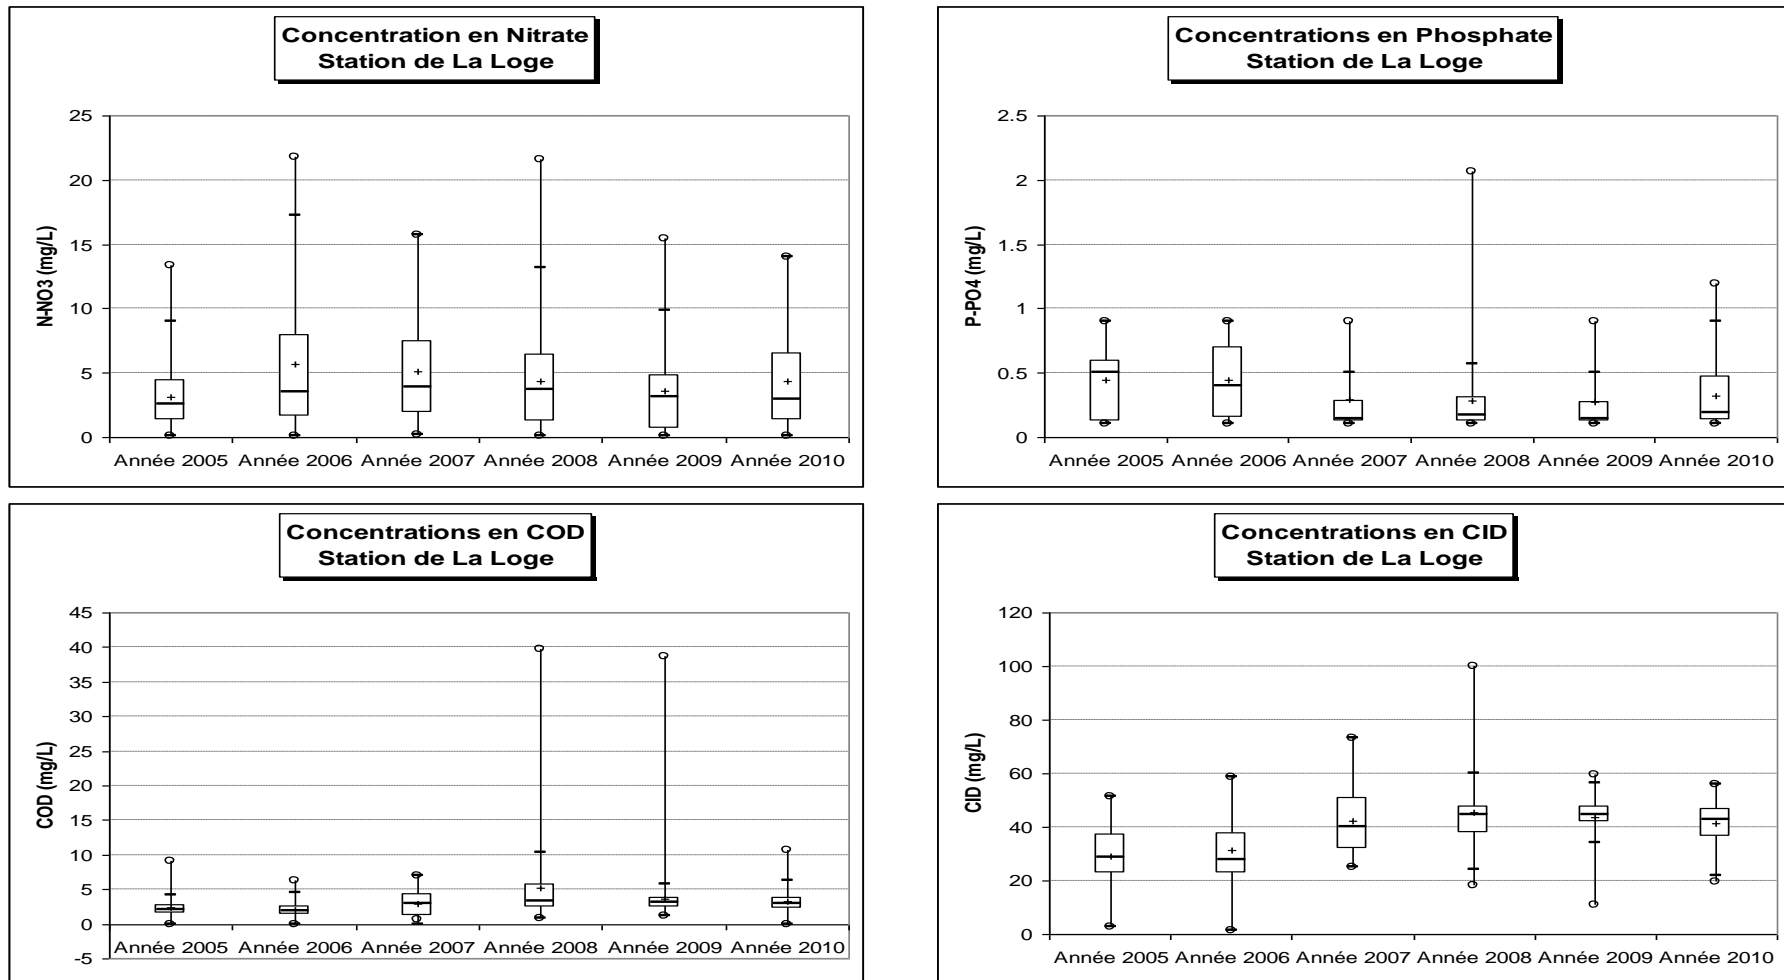 Concentration en Nitrate
Station de La Loge
25
20
15
10
5
0
N-NO3 (mg/L)
Année 2005 Année 2006 Année 2007 Année 2008 Année 2009 Année 2010
Concentrations en Phosphate
Station de La Loge
2.5
2
1.5
1
0.5
0
P-PO4 (mg/L)
Année 2005 Année 2006 Année 2007 Année 2008 Année 2009 Année 2010
Concentrations en COD
Station de La Loge
45
40
35
30
25
20
15
10
5
0
-5
COD (mg/L)
Année 2005 Année 2006 Année 2007 Année 2008 Année 2009 Année 2010
Concentrations en CID
Station de La Loge
120
100
80
60
40
20
0
CID (mg/L)
Année 2005 Année 2006 Année 2007 Année 2008 Année 2009 Année 2010